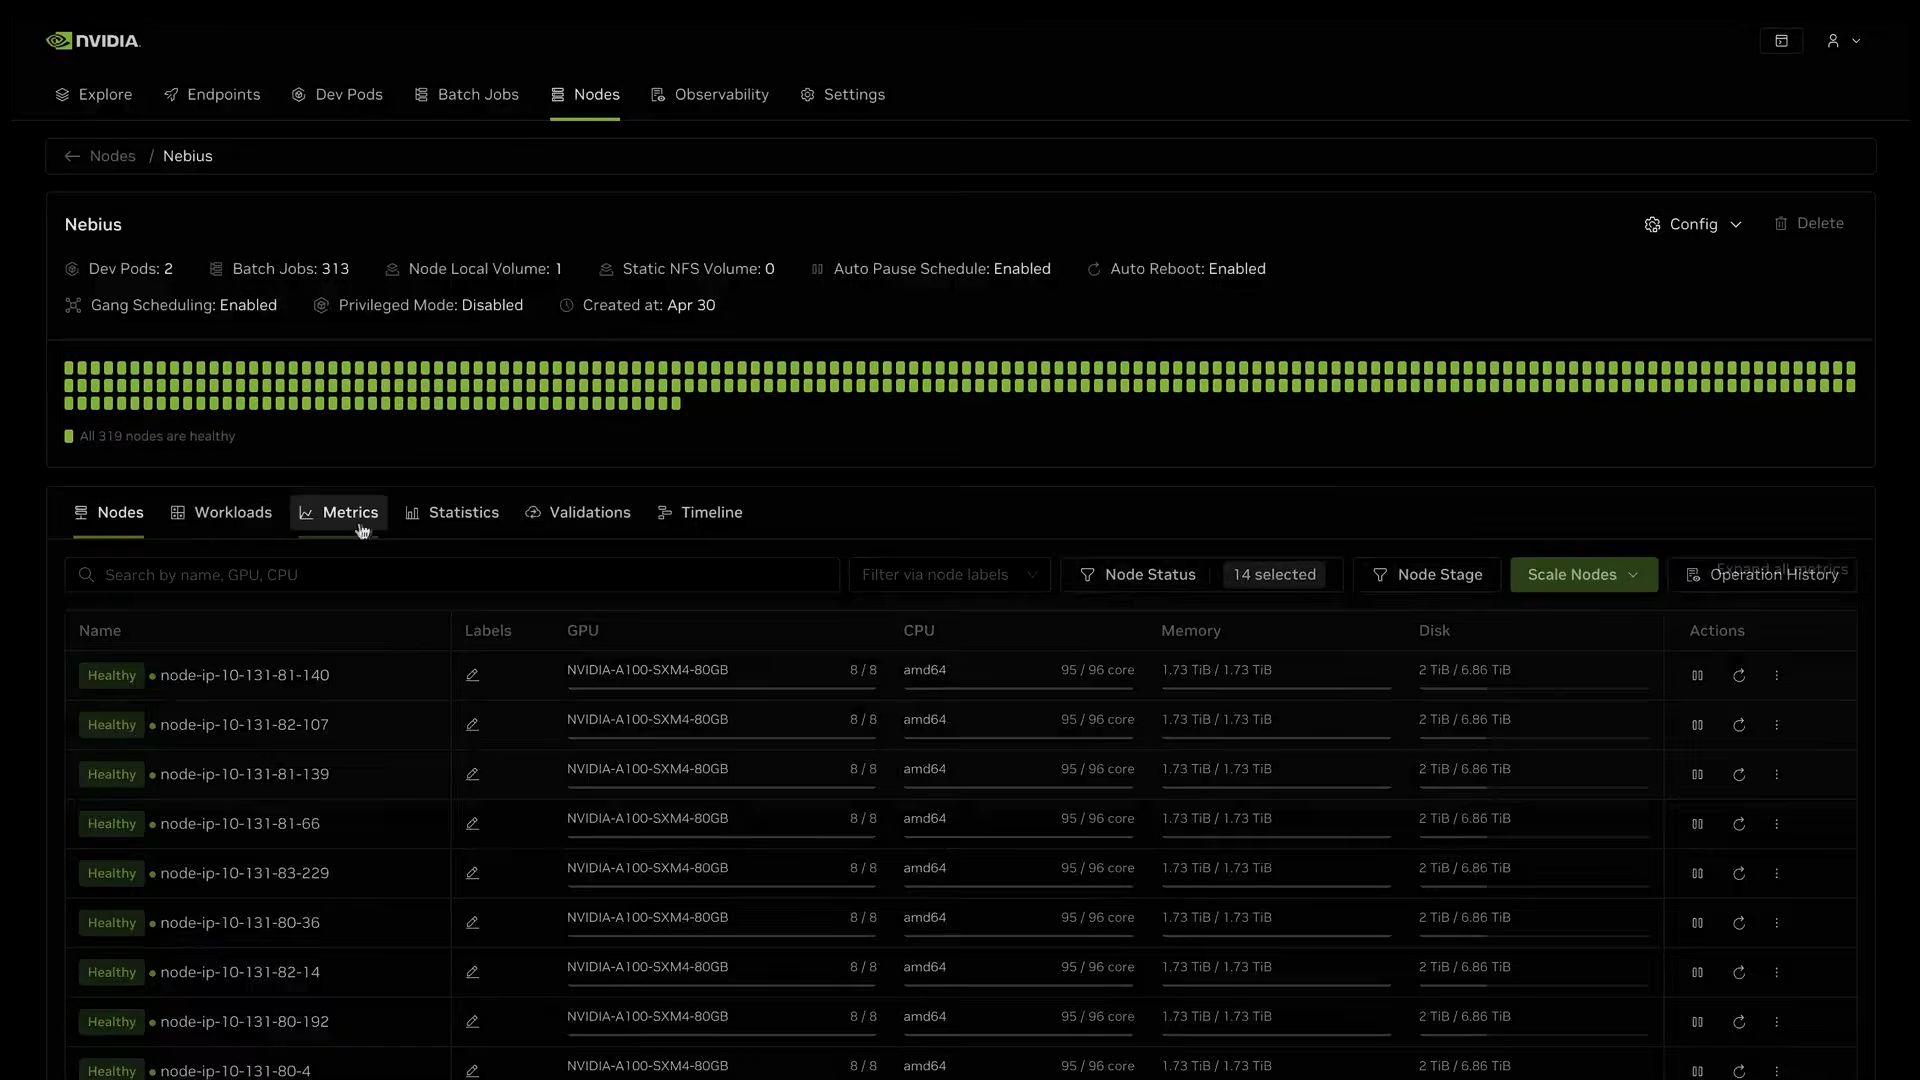 NVIDIA.
Explore Endpoints Dev Pods Batch Jobs Nodes Observability Settings
Nodes / Nebius
Nebius Config Delete
Dev Pods: 2 Batch Jobs: 313 Node Local Volume: 1 Static NFS Volume: 0 Auto Pause Schedule: Enabled Auto Reboot: Enabled
Gang Scheduling: Enabled Privileged Mode: Disabled Created at: Apr 30
All 319 nodes are healthy
Nodes Workloads Metrics Statistics Validations Timeline
Expand all metrics
Search by name, GPU, CPU Filter via node labels Node Status 14 selected Node Stage Scale Nodes Operation History
Name Labels GPU CPU Memory Disk Actions
Healthy node-ip-10-131-81-140 NVIDIA-A100-SXM4-80GB 8 / 8 amd64 95 / 96 core 1.73 TiB / 1.73 TiB 2 TiB / 6.86 TiB
Healthy node-ip-10-131-82-107 NVIDIA-A100-SXM4-80GB 8 / 8 amd64 95 / 96 core 1.73 TiB / 1.73 TiB 2 TiB / 6.86 TiB
Healthy node-ip-10-131-81-139 NVIDIA-A100-SXM4-80GB 8 / 8 amd64 95 / 96 core 1.73 TiB / 1.73 TiB 2 TiB / 6.86 TiB
Healthy node-ip-10-131-81-66 NVIDIA-A100-SXM4-80GB 8 / 8 amd64 95 / 96 core 1.73 TiB / 1.73 TiB 2 TiB / 6.86 TiB
Healthy node-ip-10-131-83-229 NVIDIA-A100-SXM4-80GB 8 / 8 amd64 95 / 96 core 1.73 TiB / 1.73 TiB 2 TiB / 6.86 TiB
Healthy node-ip-10-131-80-36 NVIDIA-A100-SXM4-80GB 8 / 8 amd64 95 / 96 core 1.73 TiB / 1.73 TiB 2 TiB / 6.86 TiB
Healthy node-ip-10-131-82-14 NVIDIA-A100-SXM4-80GB 8 / 8 amd64 95 / 96 core 1.73 TiB / 1.73 TiB 2 TiB / 6.86 TiB
Healthy node-ip-10-131-80-192 NVIDIA-A100-SXM4-80GB 8 / 8 amd64 95 / 96 core 1.73 TiB / 1.73 TiB 2 TiB / 6.86 TiB
Healthy node-ip-10-131-80-4 NVIDIA-A100-SXM4-80GB 8 / 8 amd64 95 / 96 core 1.73 TiB / 1.73 TiB 2 TiB / 6.86 TiB